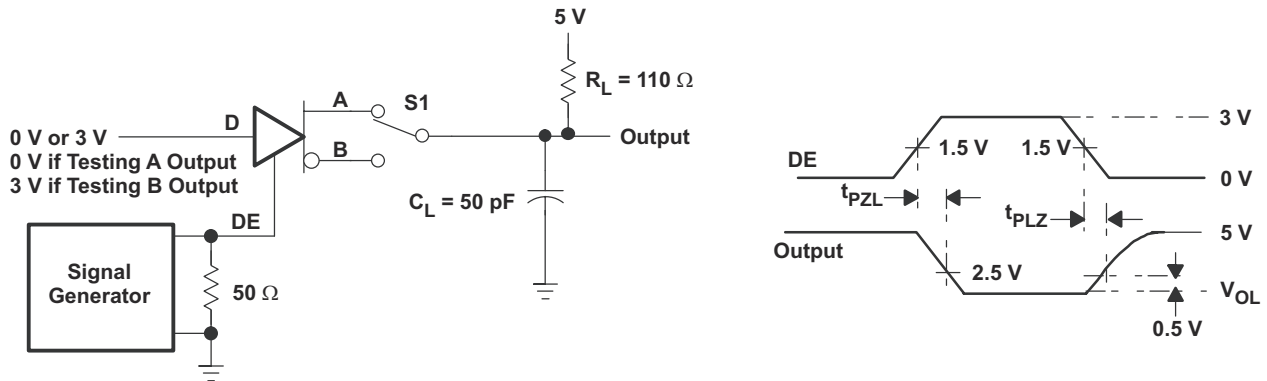 5 V
R_L = 110 Ω
A
S1
D
0 V or 3 V
0 V if Testing A Output
3 V if Testing B Output
B
Output
C_L = 50 pF
DE
Signal
Generator
50 Ω
3 V
DE
1.5 V
1.5 V
0 V
t_PZL
t_PLZ
5 V
Output
2.5 V
V_OL
0.5 V